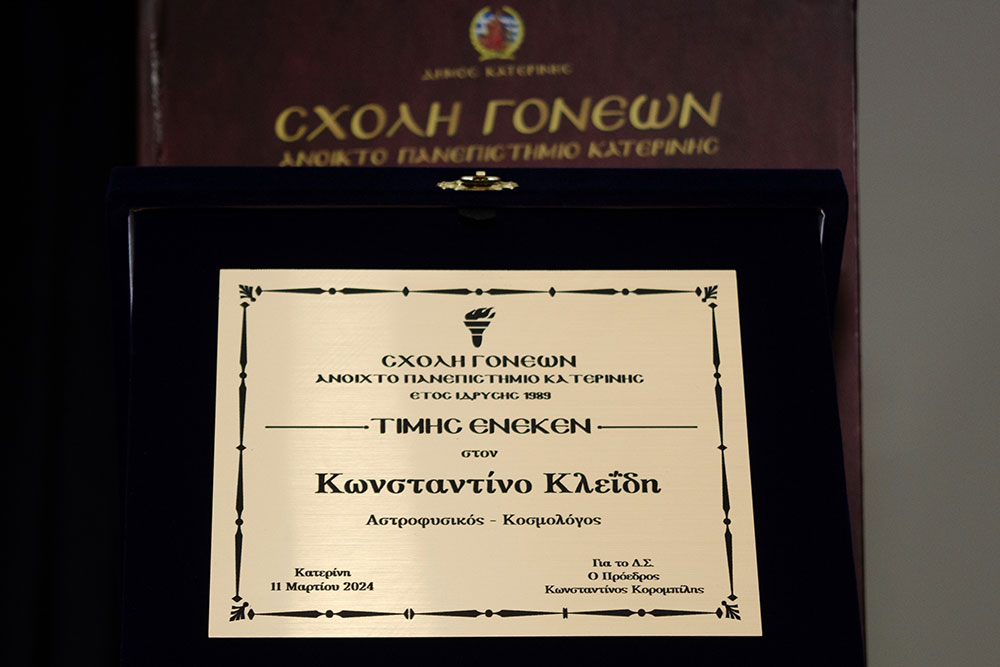 ΔΗΜΟΣ ΚΑΤΕΡΙΝΗΣ
ΣΧΟΛΗ ΓΟΝΕΩΝ
ΑΝΟΙΚΤΟ ΠΑΝΕΠΙΣΤΗΜΙΟ ΚΑΤΕΡΙΝΗΣ
ΣΧΟΛΗ ΓΟΝΕΩΝ
ΑΝΟΙΧΤΟ ΠΑΝΕΠΙΣΤΗΜΙΟ ΚΑΤΕΡΙΝΗΣ
ΕΤΟΣ ΙΔΡΥΣΗΣ 1989
ΤΙΜΗΣ ΕΝΕΚΕΝ
στον
Κωνσταντίνο Κλεΐδη
Αστροφυσικός - Κοσμολόγος
Κατερίνη
11 Μαρτίου 2024
Για το Δ.Σ.
Ο Πρόεδρος
Κωνσταντίνος Κορομπίλης